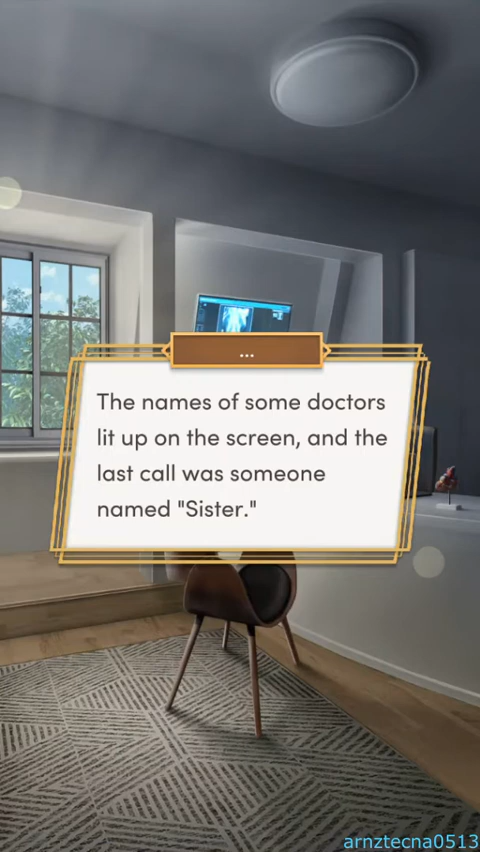 ...
The names of some doctors
lit up on the screen, and the
last call was someone
named "Sister."
arnztecna0513